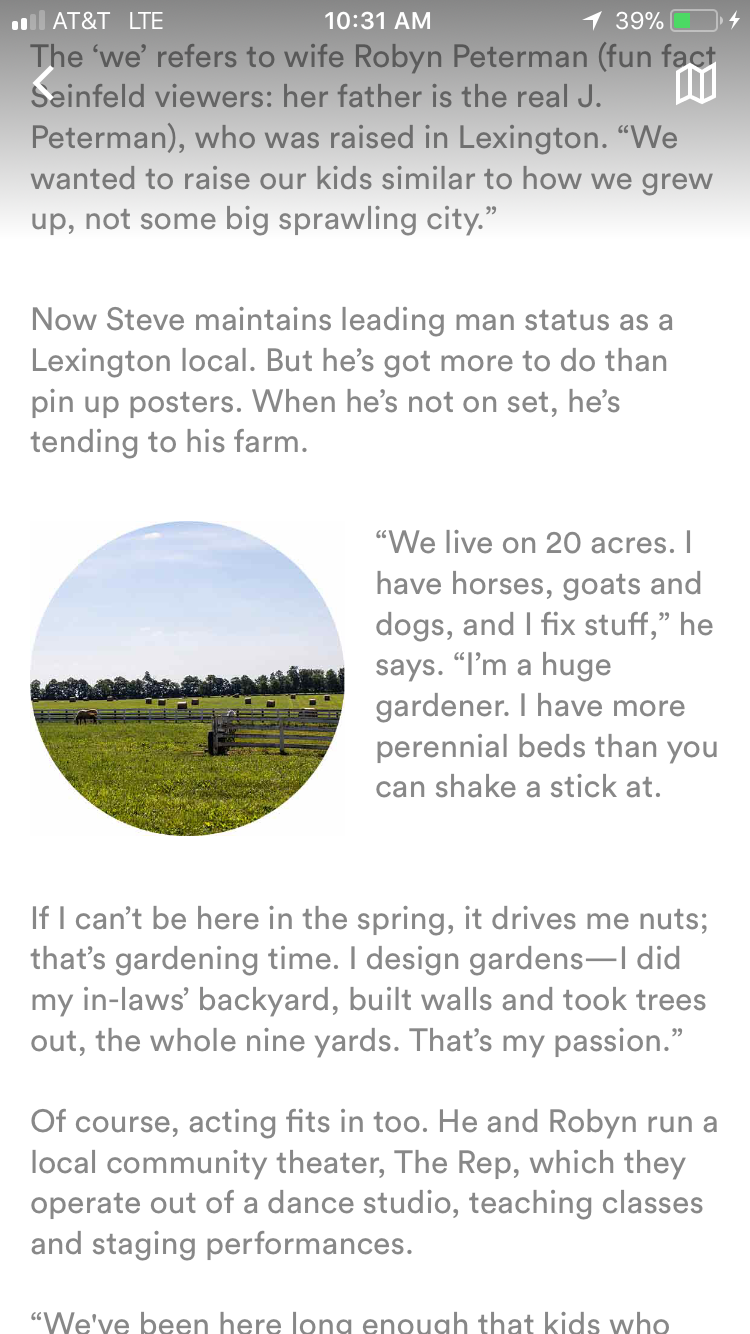 AT&T LTE 10:31 AM 39%
The ‘we’ refers to wife Robyn Peterman (fun fact
Seinfeld viewers: her father is the real J.
Peterman), who was raised in Lexington. “We
wanted to raise our kids similar to how we grew
up, not some big sprawling city.”
Now Steve maintains leading man status as a
Lexington local. But he’s got more to do than
pin up posters. When he’s not on set, he’s
tending to his farm.
“We live on 20 acres. I
have horses, goats and
dogs, and I fix stuff,” he
says. “I’m a huge
gardener. I have more
perennial beds than you
can shake a stick at.
If I can’t be here in the spring, it drives me nuts;
that’s gardening time. I design gardens—I did
my in-laws’ backyard, built walls and took trees
out, the whole nine yards. That’s my passion.”
Of course, acting fits in too. He and Robyn run a
local community theater, The Rep, which they
operate out of a dance studio, teaching classes
and staging performances.
“We've been here long enough that kids who